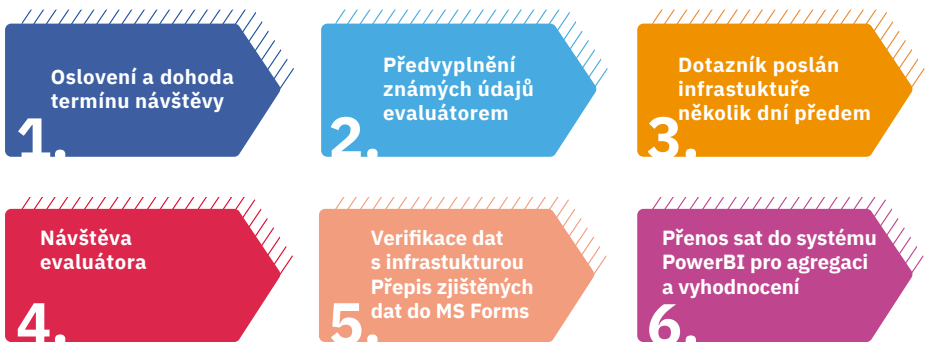 Oslovení a dohoda
termínu návštěvy
1.
Předvyplnění
známých údajů
evaluátorem
2.
Dotazník poslán
infrastuktuře
několik dní předem
3.
Návštěva
evaluátora
4.
Verifikace dat
s infrastukturou
Přepis zjištěných
dat do MS Forms
5.
Přenos sat do systému
PowerBI pro agregaci
a vyhodnocení
6.